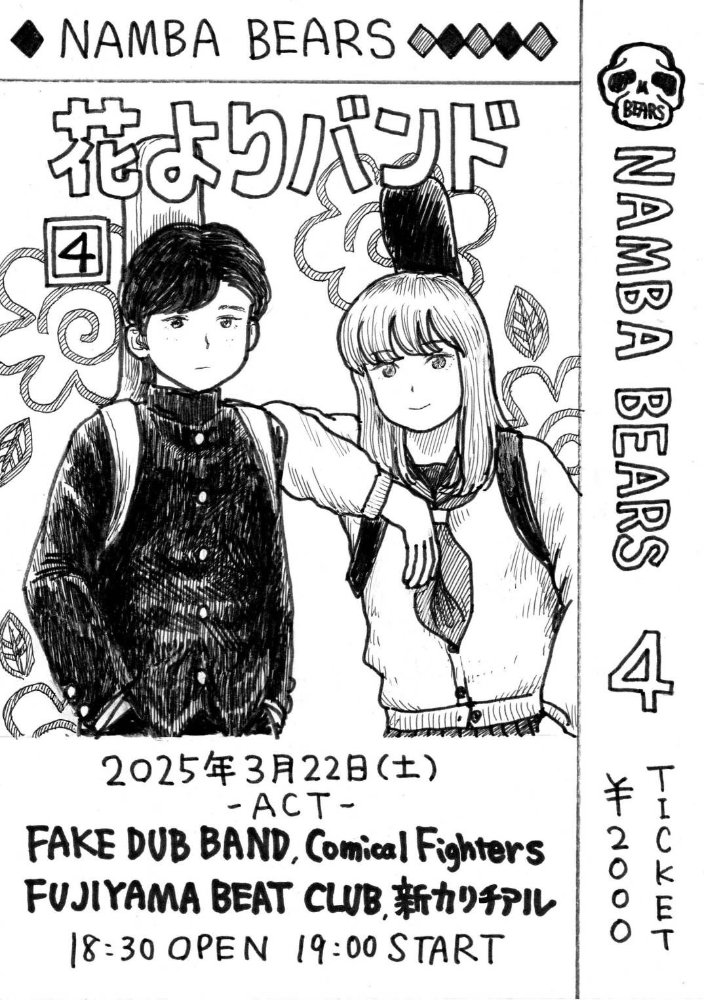 NAMBA BEARS
花よりバンド
4
2025年3月22日(土)
-ACT-
FAKE DUB BAND, Comical Fighters
FUJIYAMA BEAT CLUB, 新カリチアル
18:30 OPEN 19:00 START
BEARS
NAMBA BEARS 4
TICKET
¥2000